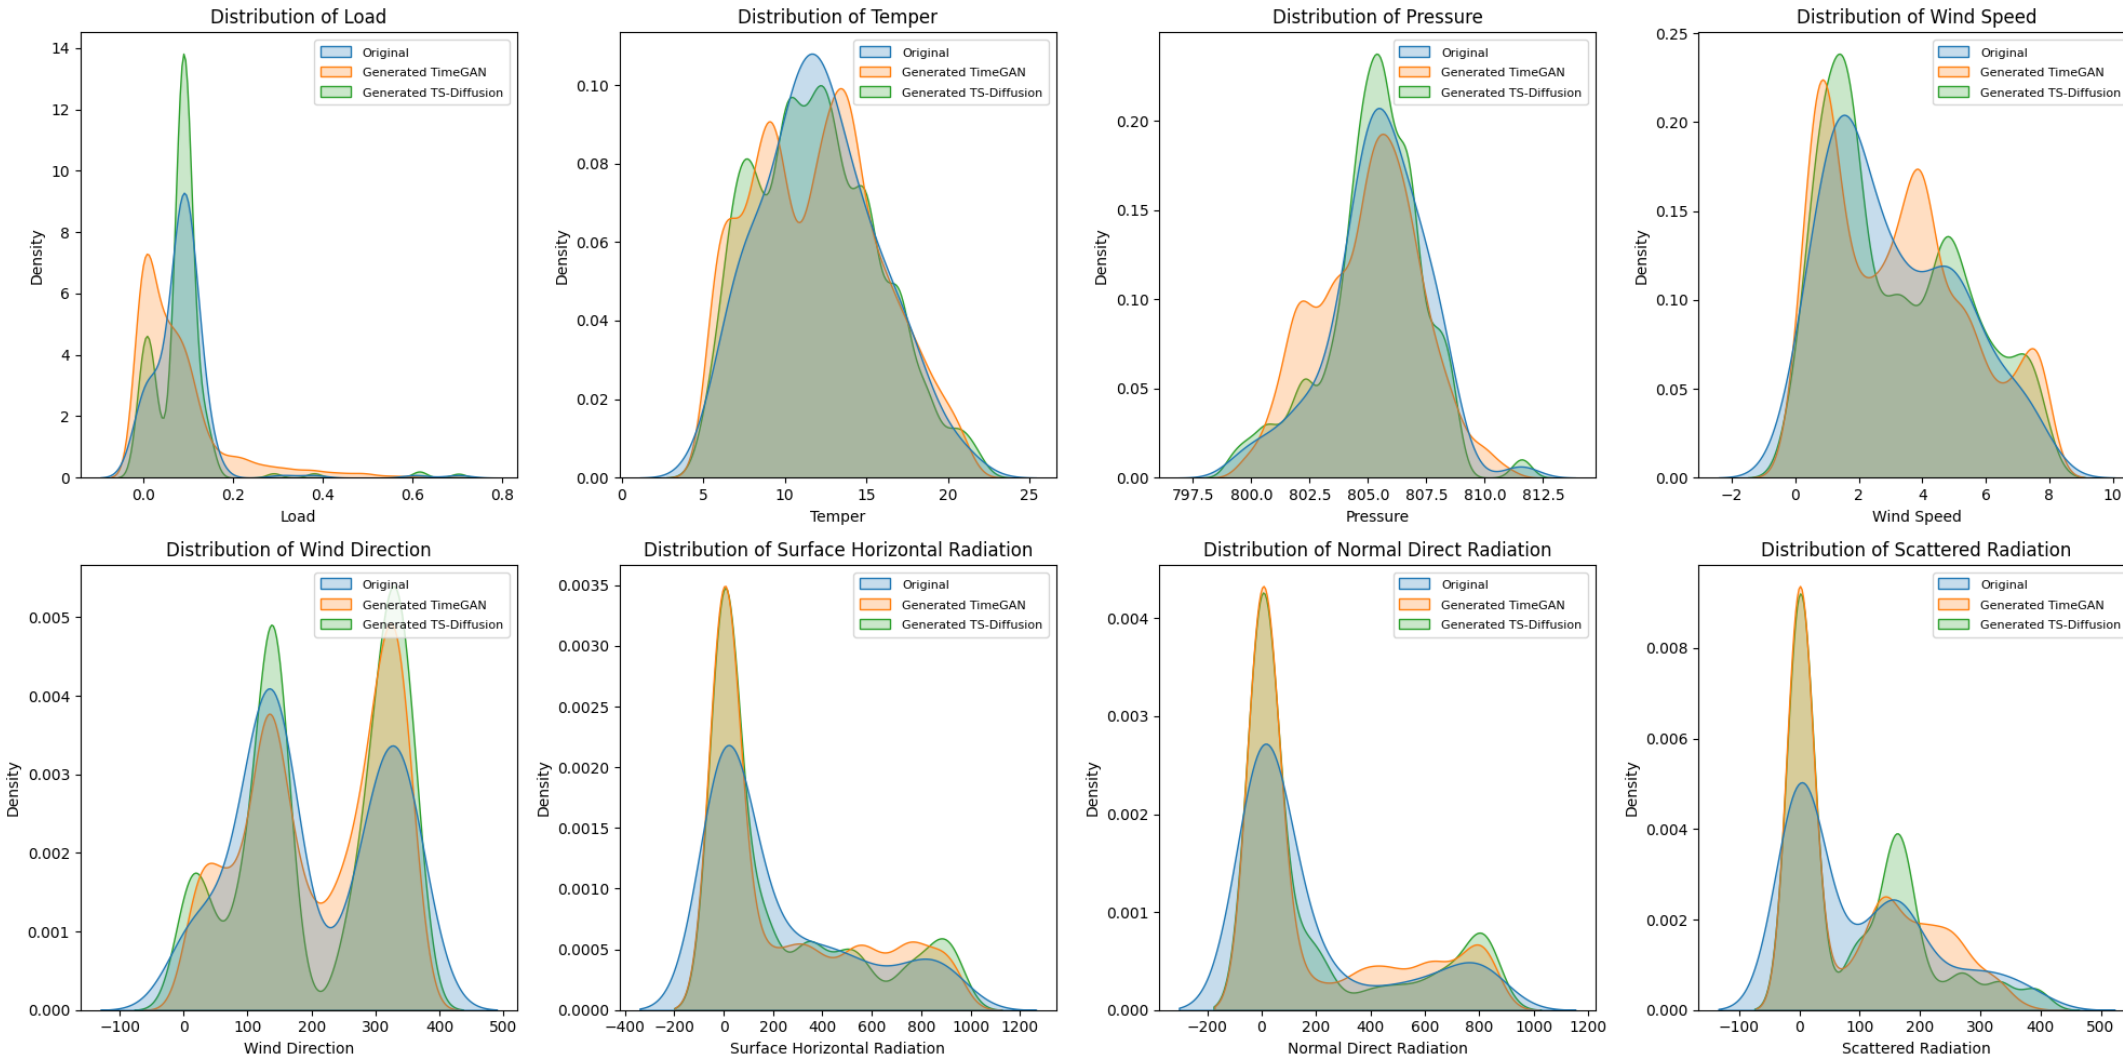 Distribution of Load
14
12
10
8
6
4
2
0
0.0
0.2
0.4
0.6
0.8
Density
Load
Original
Generated TimeGAN
Generated TS-Diffusion
Distribution of Temper
0.10
0.08
0.06
0.04
0.02
0.00
0
5
10
15
20
25
Density
Temper
Original
Generated TimeGAN
Generated TS-Diffusion
Distribution of Pressure
0.20
0.15
0.10
0.05
0.00
797.5
800.0
802.5
805.0
807.5
810.0
812.5
Density
Pressure
Original
Generated TimeGAN
Generated TS-Diffusion
Distribution of Wind Speed
0.25
0.20
0.15
0.10
0.05
0.00
−2
0
2
4
6
8
10
Density
Wind Speed
Original
Generated TimeGAN
Generated TS-Diffusion
Distribution of Wind Direction
0.005
0.004
0.003
0.002
0.001
0.000
−100
0
100
200
300
400
500
Density
Wind Direction
Original
Generated TimeGAN
Generated TS-Diffusion
Distribution of Surface Horizontal Radiation
0.0035
0.0030
0.0025
0.0020
0.0015
0.0010
0.0005
0.0000
−400
−200
0
200
400
600
800
1000
1200
Density
Surface Horizontal Radiation
Original
Generated TimeGAN
Generated TS-Diffusion
Distribution of Normal Direct Radiation
0.004
0.003
0.002
0.001
0.000
−200
0
200
400
600
800
1000
1200
Density
Normal Direct Radiation
Original
Generated TimeGAN
Generated TS-Diffusion
Distribution of Scattered Radiation
0.008
0.006
0.004
0.002
0.000
−100
0
100
200
300
400
500
Density
Scattered Radiation
Original
Generated TimeGAN
Generated TS-Diffusion